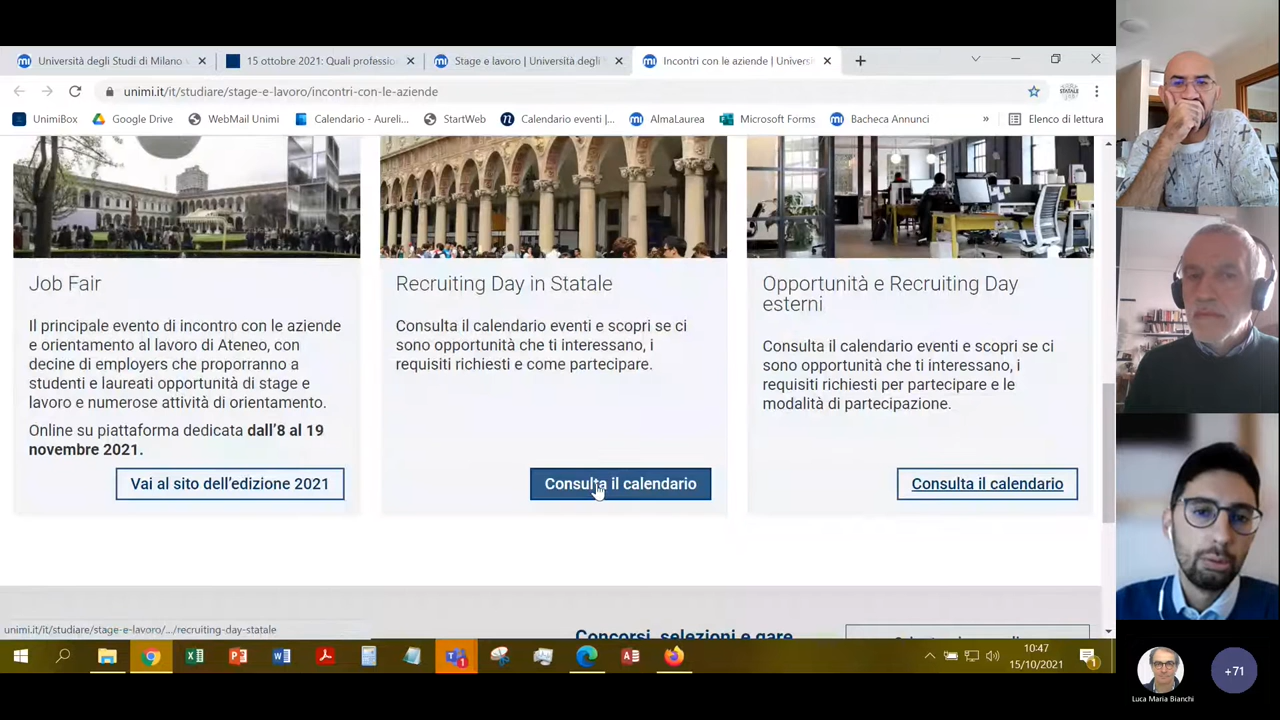 Università degli Studi di Milano
15 ottobre 2021: Quali professio
Stage e lavoro | Università degli
Incontri con le aziende | Univers
unimi.it/it/studiare/stage-e-lavoro/incontri-con-le-aziende
UnimiBox
Google Drive
WebMail Unimi
Calendario - Aureli...
StartWeb
Calendario eventi |...
AlmaLaurea
Microsoft Forms
Bacheca Annunci
»
Elenco di lettura
Job Fair
Il principale evento di incontro con le aziende
e orientamento al lavoro di Ateneo, con
decine di employers che proporranno a
studenti e laureati opportunità di stage e
lavoro e numerose attività di orientamento.
Online su piattaforma dedicata dall'8 al 19
novembre 2021.
Vai al sito dell'edizione 2021
Recruiting Day in Statale
Consulta il calendario eventi e scopri se ci
sono opportunità che ti interessano, i
requisiti richiesti e come partecipare.
Consulta il calendario
Opportunità e Recruiting Day
esterni
Consulta il calendario eventi e scopri se ci
sono opportunità che ti interessano, i
requisiti richiesti per partecipare e le
modalità di partecipazione.
Consulta il calendario
Concorsi, selezioni e gare
unimi.it/it/studiare/stage-e-lavoro/.../recruiting-day-statale
10:47
15/10/2021
Luca Maria Bianchi
+71